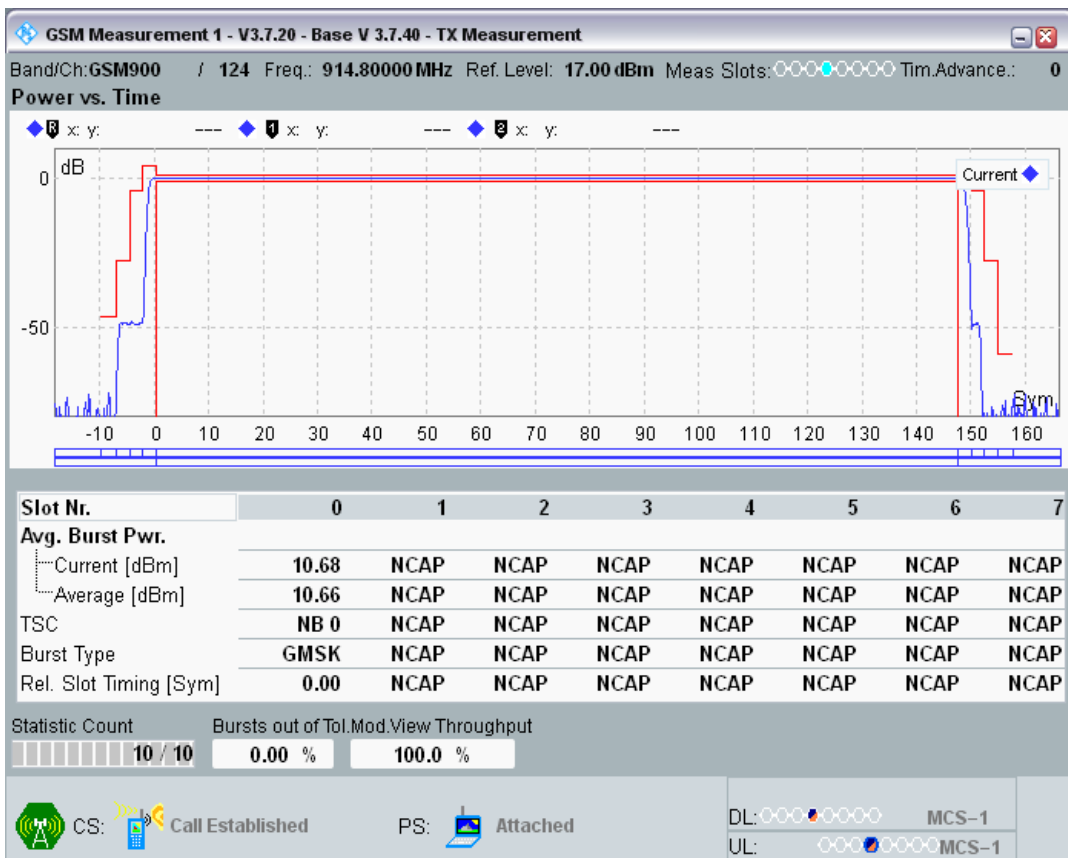 GSM Measurement 1 - V3.7.20 - Base V 3.7.40 - TX Measurement
Band/Ch:GSM900 / 124 Freq.: 914.80000 MHz Ref. Level: 17.00 dBm Meas Slots: Tim.Advance.: 0
Power vs. Time
R x: y: --- 1 x: y: --- 2 x: y: ---
dB
Current
0
-50
Sym
-10 0 10 20 30 40 50 60 70 80 90 100 110 120 130 140 150 160
Slot Nr. 0 1 2 3 4 5 6 7
Avg. Burst Pwr.
Current [dBm] 10.68 NCAP NCAP NCAP NCAP NCAP NCAP NCAP
Average [dBm] 10.66 NCAP NCAP NCAP NCAP NCAP NCAP NCAP
TSC NB 0 NCAP NCAP NCAP NCAP NCAP NCAP NCAP
Burst Type GMSK NCAP NCAP NCAP NCAP NCAP NCAP NCAP
Rel. Slot Timing [Sym] 0.00 NCAP NCAP NCAP NCAP NCAP NCAP NCAP
Statistic Count Bursts out of Tol.Mod.View Throughput
10 / 10 0.00 % 100.0 %
CS: Call Established PS: Attached
DL: MCS-1
UL: MCS-1